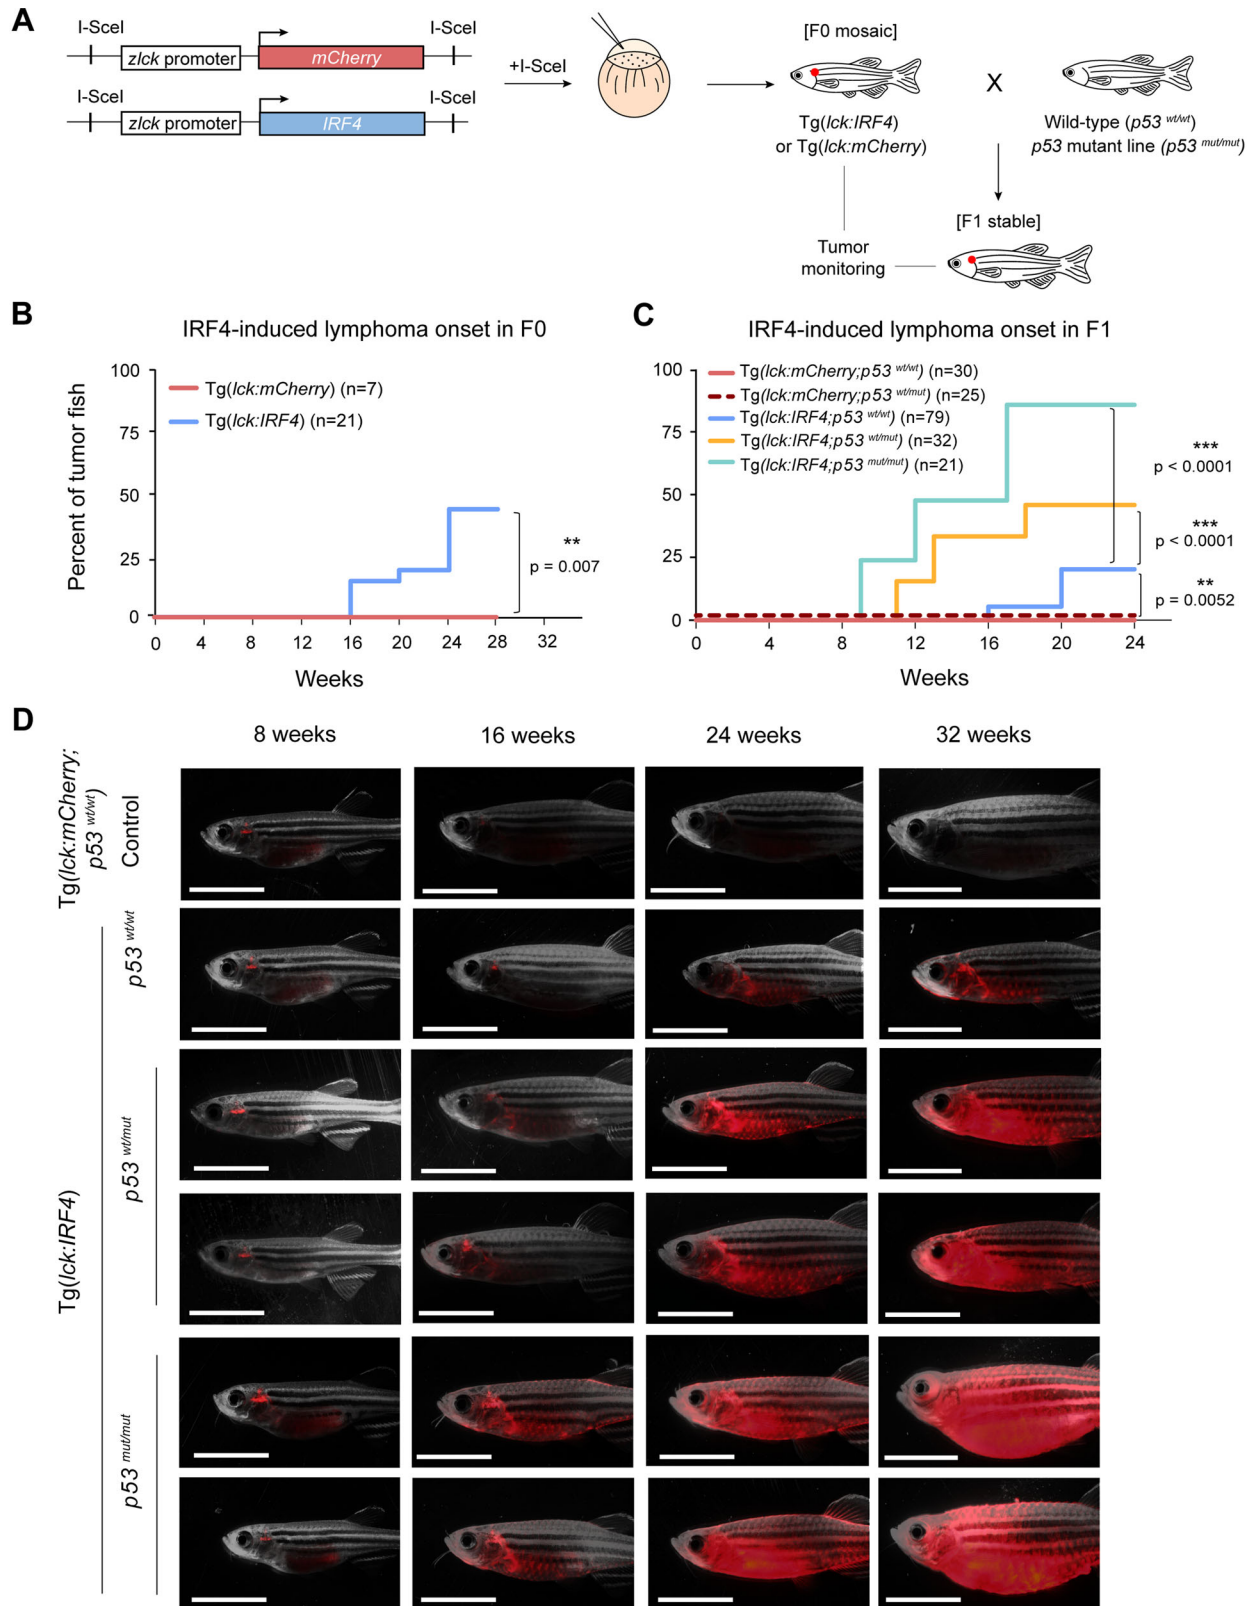 A
I-SceI
I-SceI
zlck promoter
mCherry
I-SceI
I-SceI
zlck promoter
IRF4
+I-SceI
[F0 mosaic]
X
Tg(lck:IRF4)
or Tg(lck:mCherry)
Wild-type (p53 wt/wt)
p53 mutant line (p53 mut/mut)
[F1 stable]
Tumor
monitoring
B
IRF4-induced lymphoma onset in F0
Percent of tumor fish
100
75
50
25
0
Tg(lck:mCherry) (n=7)
Tg(lck:IRF4) (n=21)
**
p = 0.007
0 4 8 12 16 20 24 28 32
Weeks
C
IRF4-induced lymphoma onset in F1
100
75
50
25
0
Tg(lck:mCherry;p53 wt/wt) (n=30)
Tg(lck:mCherry;p53 wt/mut) (n=25)
Tg(lck:IRF4;p53 wt/wt) (n=79)
Tg(lck:IRF4;p53 wt/mut) (n=32)
Tg(lck:IRF4;p53 mut/mut) (n=21)
***
p < 0.0001
***
p < 0.0001
**
p = 0.0052
0 4 8 12 16 20 24
Weeks
D
8 weeks
16 weeks
24 weeks
32 weeks
Tg(lck:mCherry;
p53 wt/wt)
Control
Tg(lck:IRF4)
p53 wt/wt
p53 wt/mut
p53 mut/mut